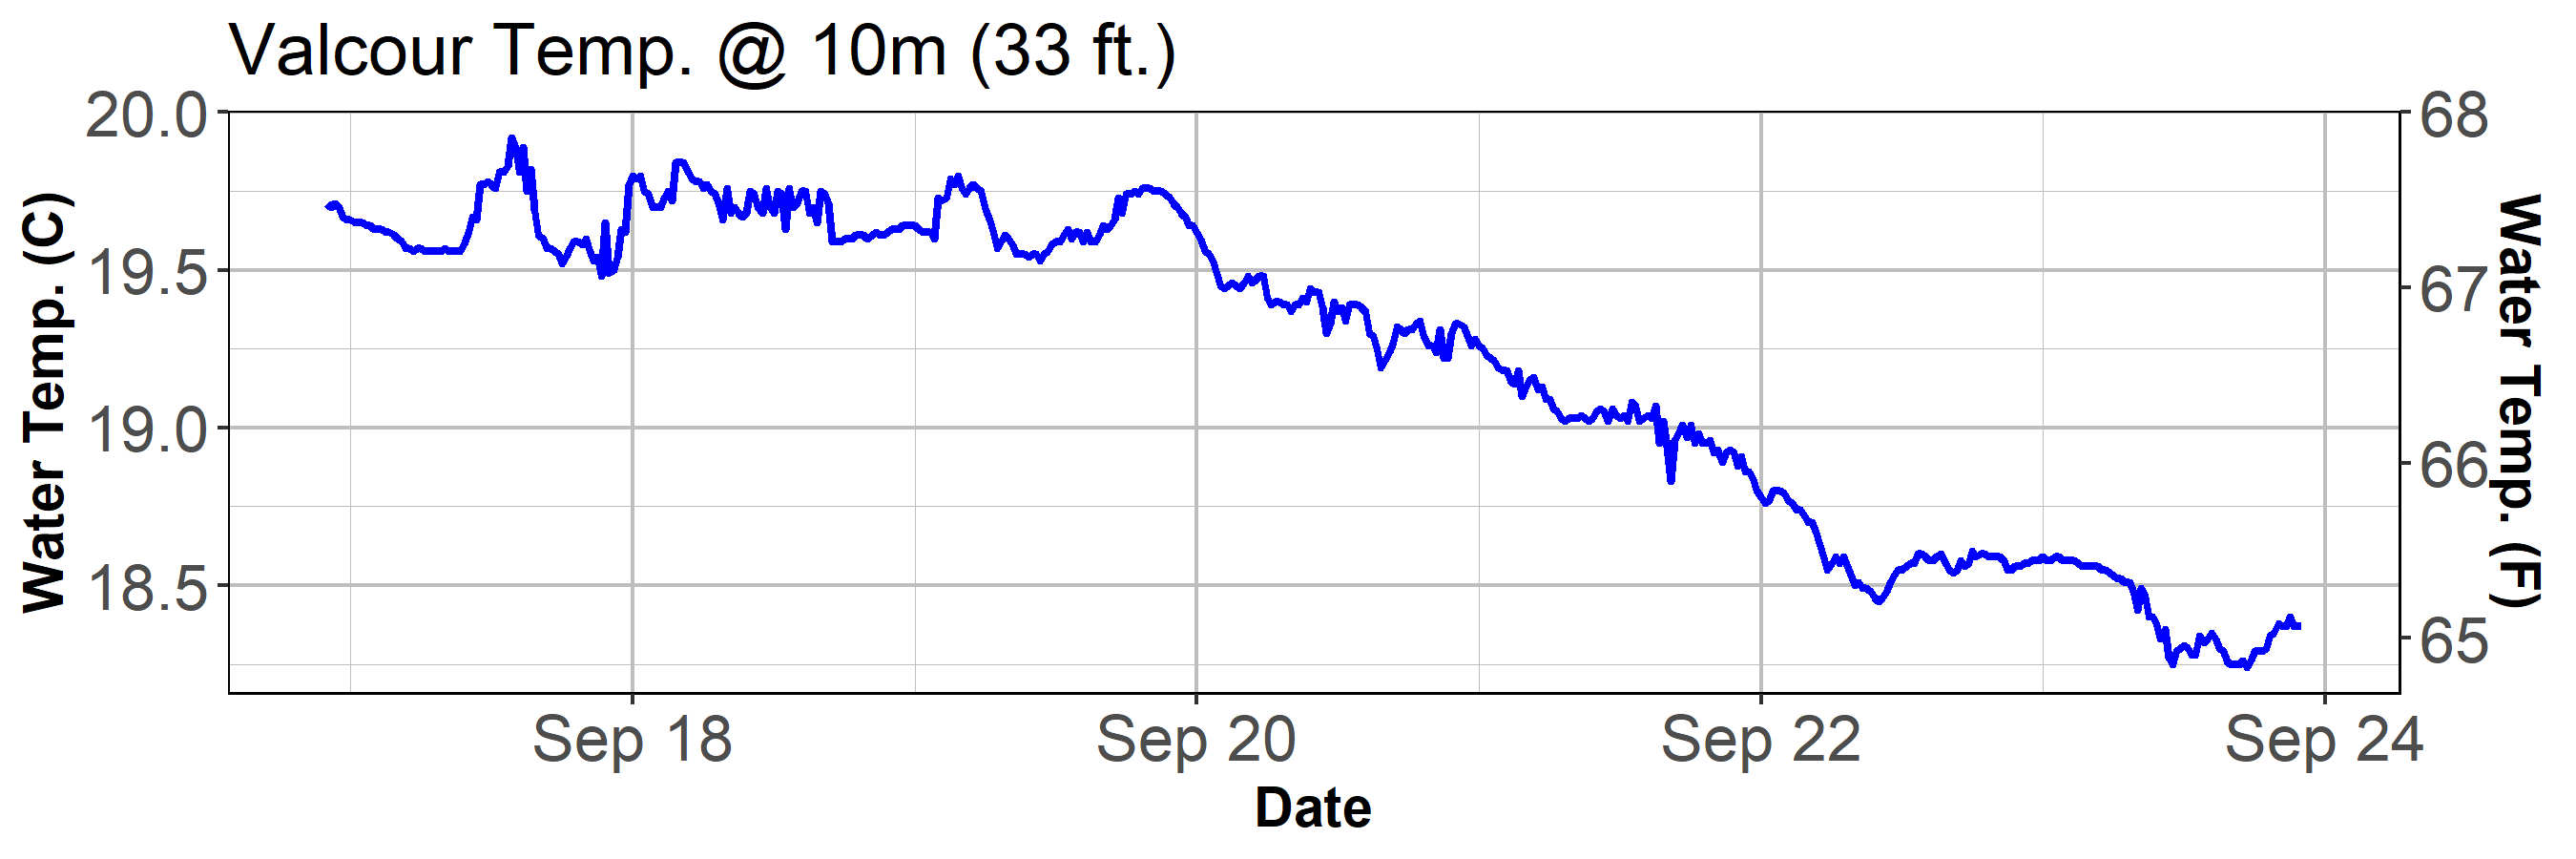 Valcour Temp. @ 10m (33 ft.)
Water Temp. (C)
20.0
19.5
19.0
18.5
68
67
66
65
Water Temp. (F)
Sep 18 Sep 20 Sep 22 Sep 24
Date